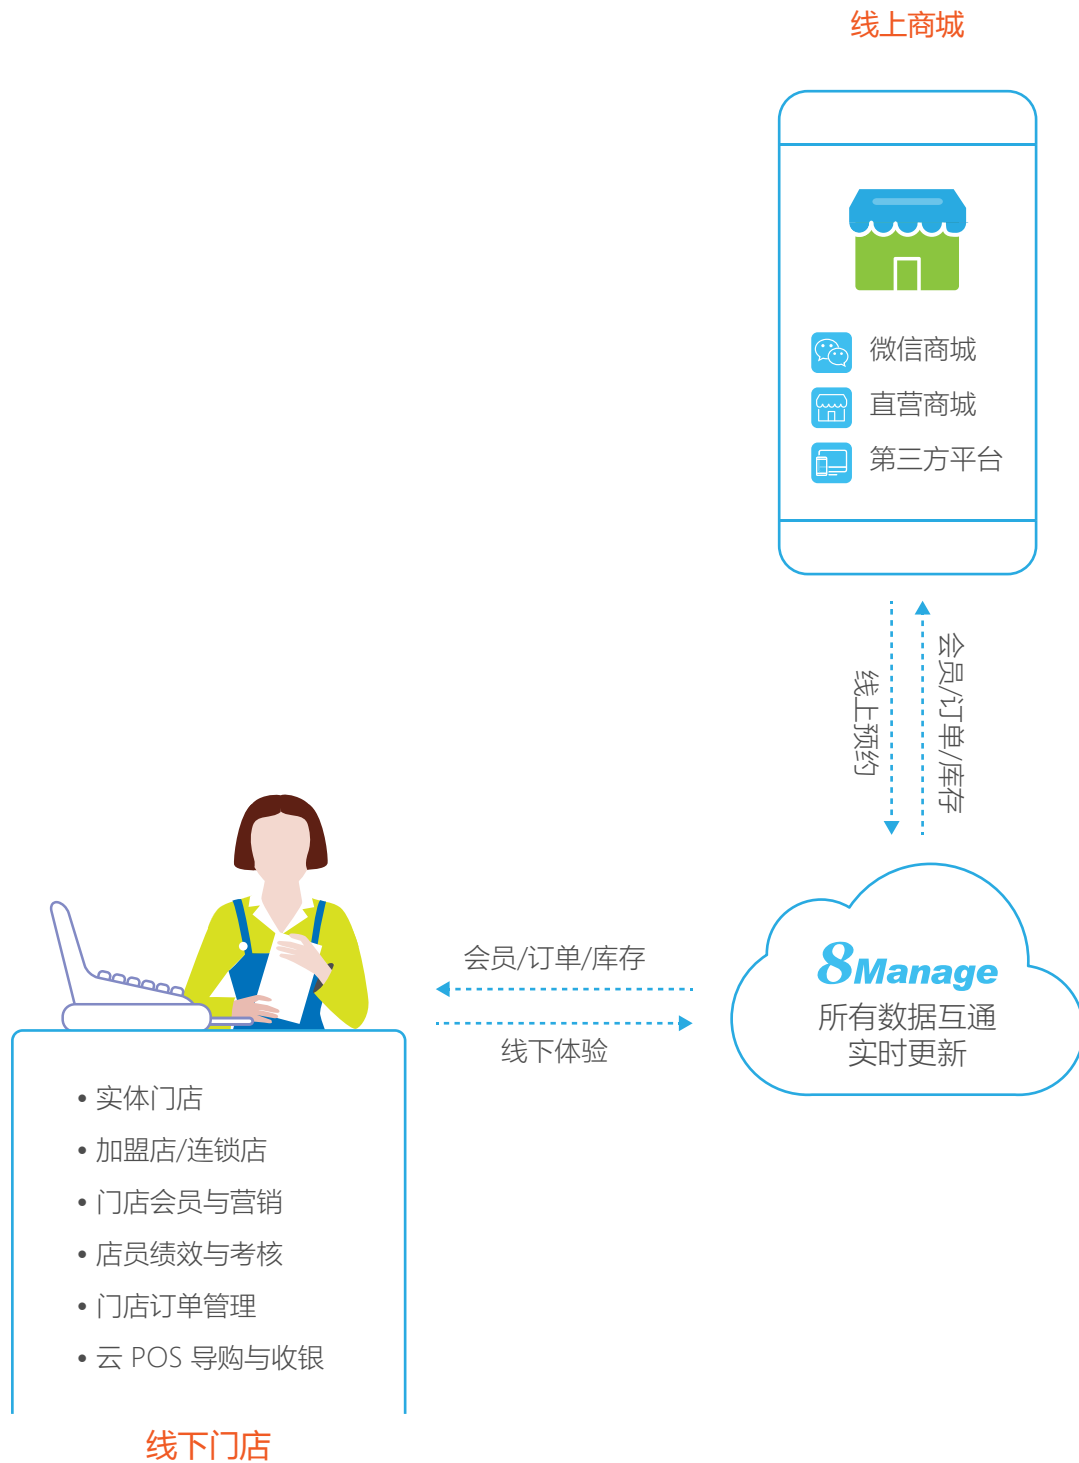 线上商城
微信商城
直营商城
第三方平台
线上预约
会员/订单/库存
会员/订单/库存
线下体验
8Manage
所有数据互通
实时更新
• 实体门店
• 加盟店/连锁店
• 门店会员与营销
• 店员绩效与考核
• 门店订单管理
• 云 POS 导购与收银
线下门店